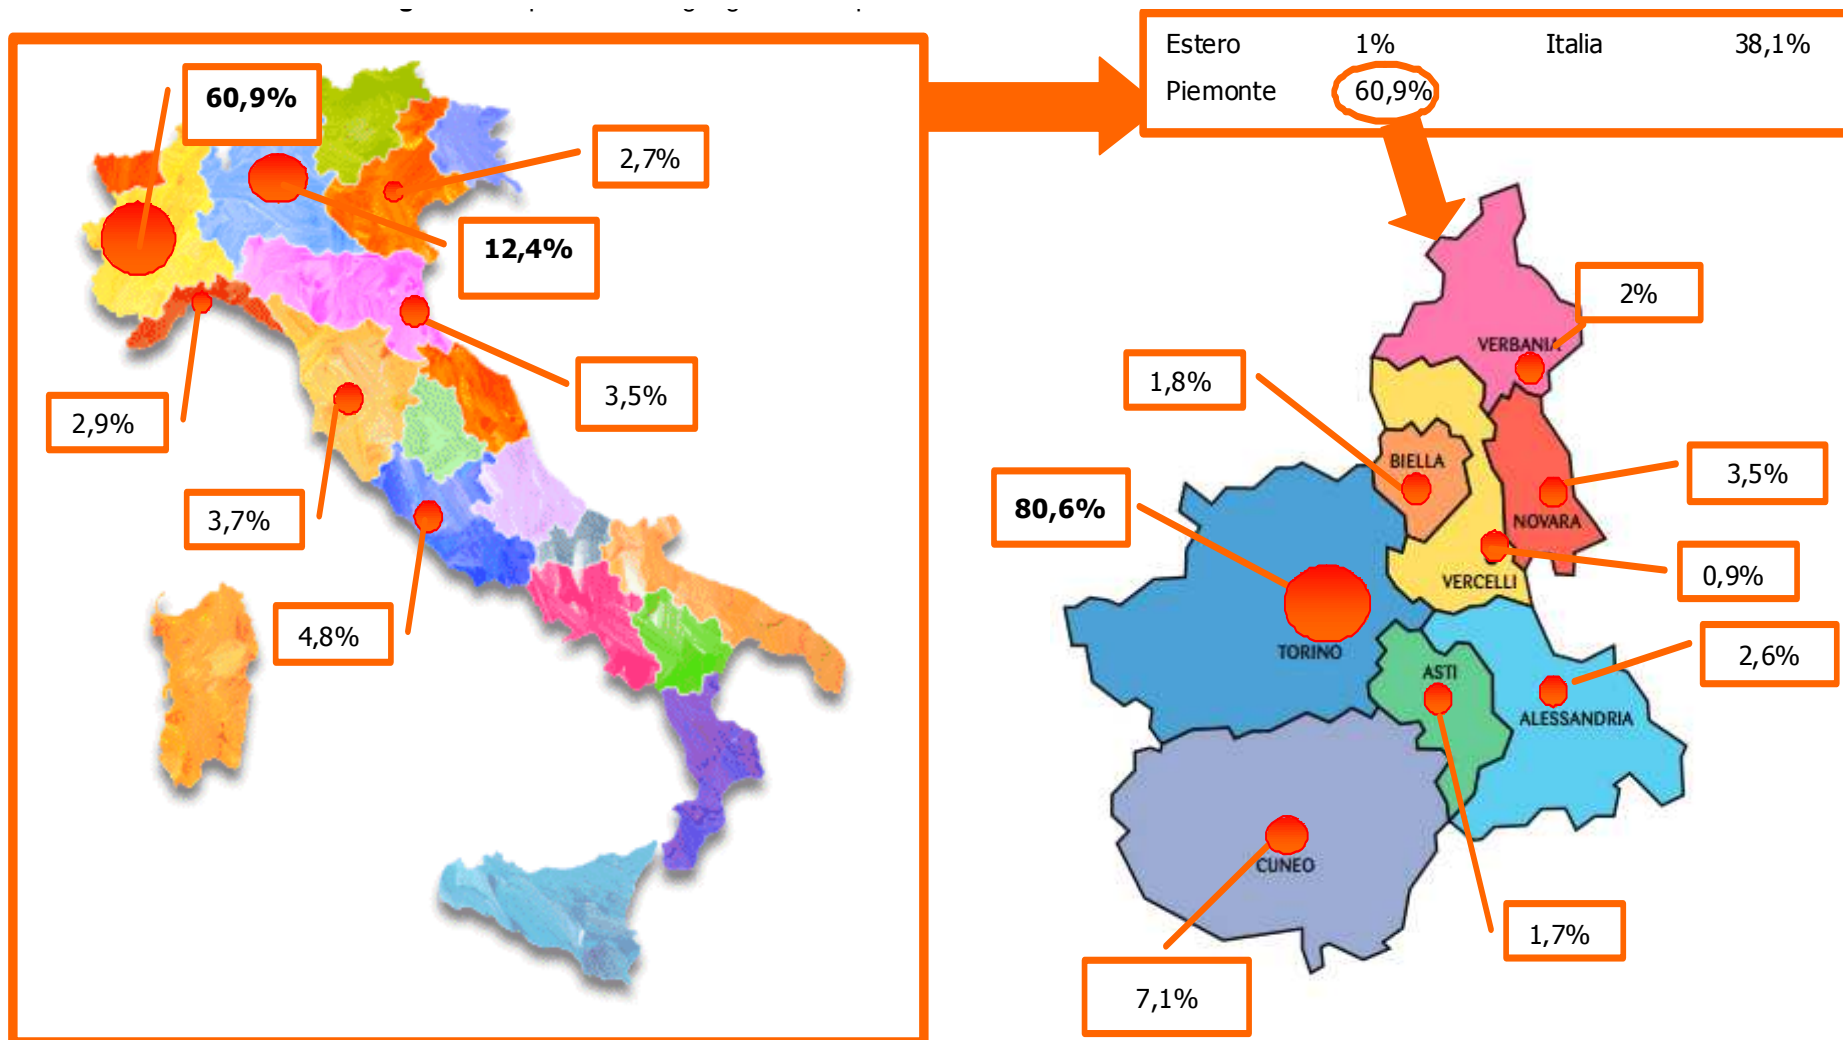 60,9%
2,7%
12,4%
3,5%
2,9%
3,7%
4,8%
Estero 1% Italia 38,1%
Piemonte 60,9%
2%
VERBANIA
1,8%
BIELLA
3,5%
80,6%
NOVARA
0,9%
VERCELLI
2,6%
TORINO
ASTI
ALESSANDRIA
CUNEO
1,7%
7,1%